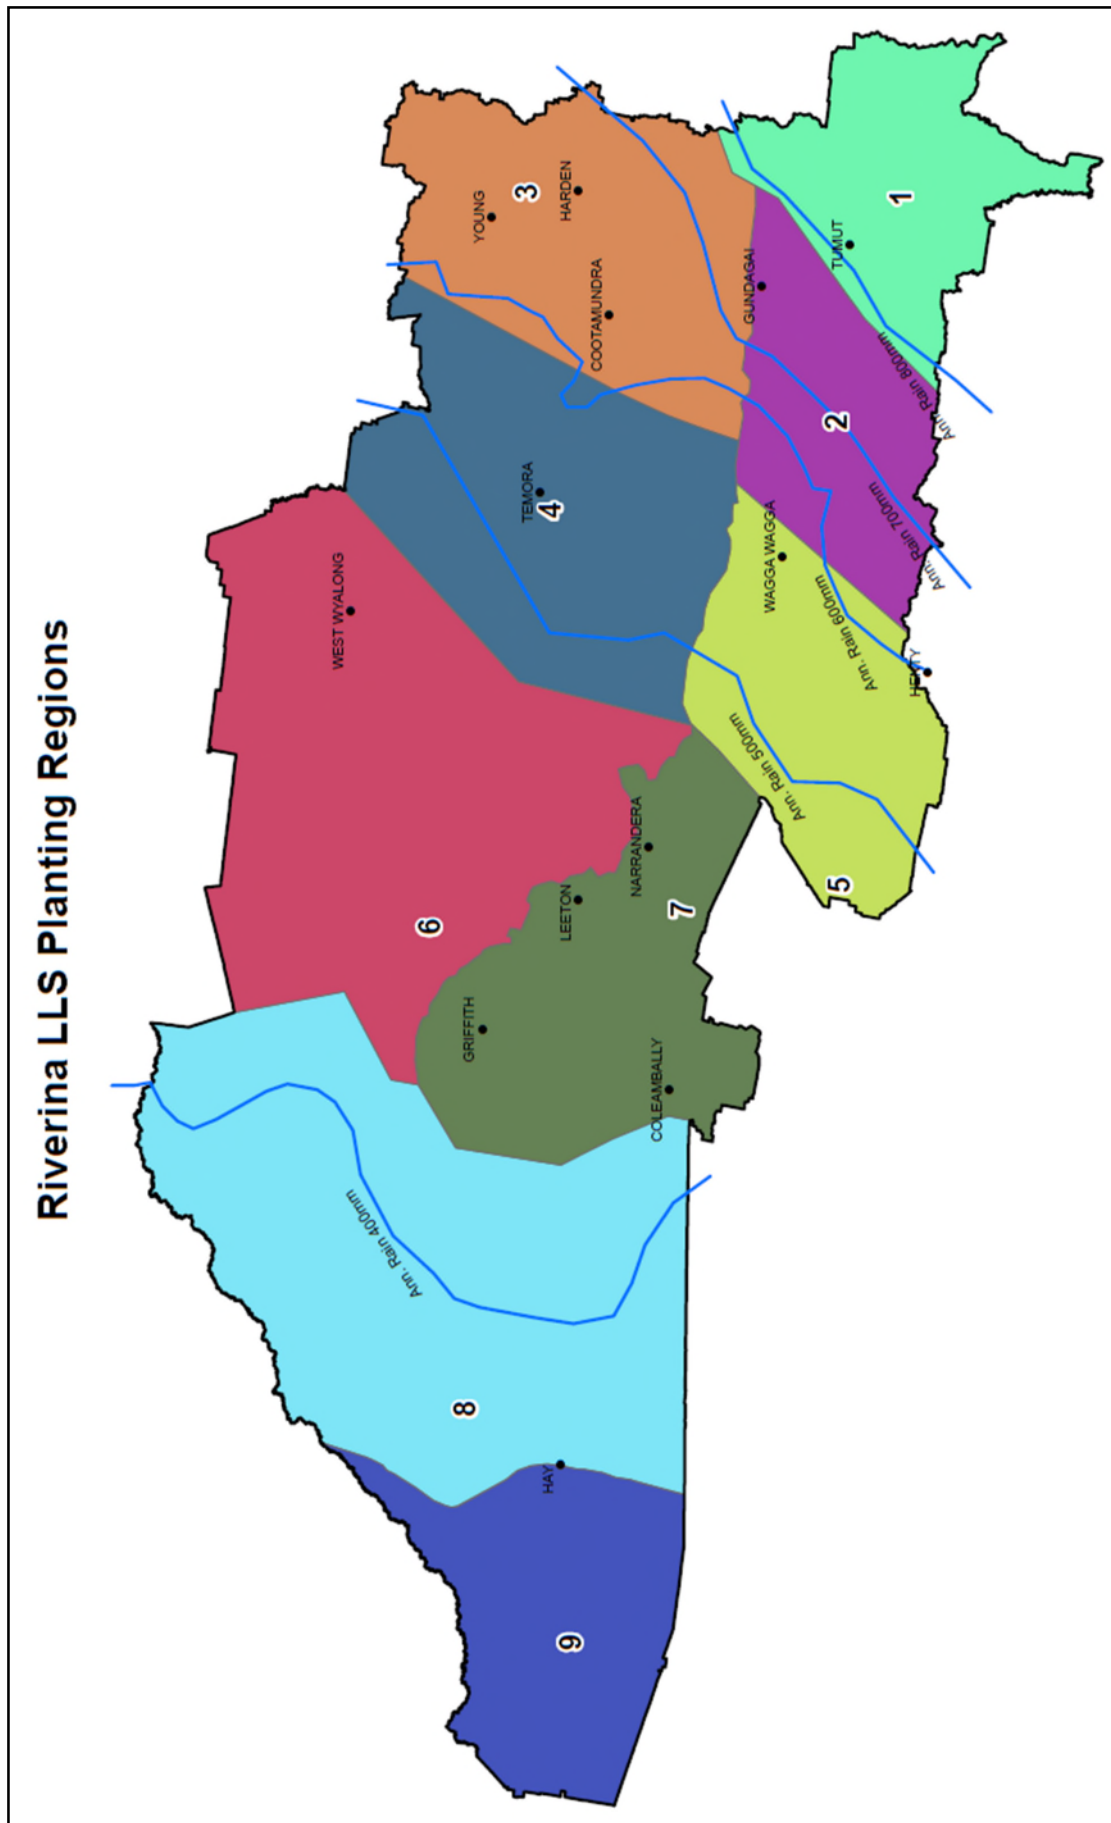 Riverina LLS Planting Regions
9
HAY
8
Ann. Rain 400mm
COLEAMBALLY
GRIFFITH
6
LEETON
7
NARRANDERA
5
WEST WYALONG
Ann. Rain 500mm
TEMORA
4
HENTY
Ann. Rain 600mm
WAGGA WAGGA
Ann. Rain 700mm
2
Ann. Rain 800mm
COOTAMUNDRA
GUNDAGAI
YOUNG
3
HARDEN
TUMUT
1